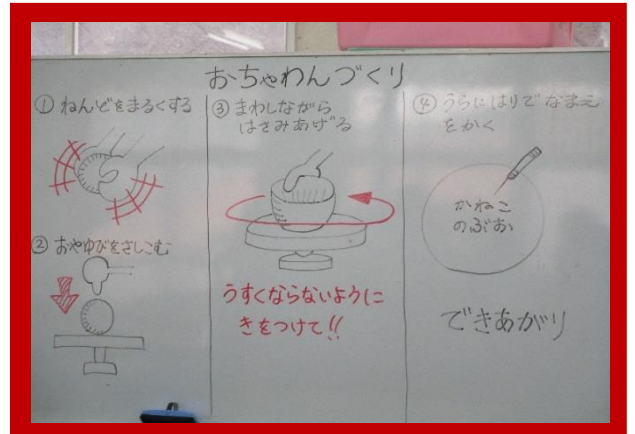 おちゃわんづくり
① ねんどをまるくする
② おやゆびをさしこむ
③ まわしながら
はさみあげる
うすくならないように
きをつけて!!
④ うらにはりでなまえ
をかく
かねこ
のぶお
できあがり